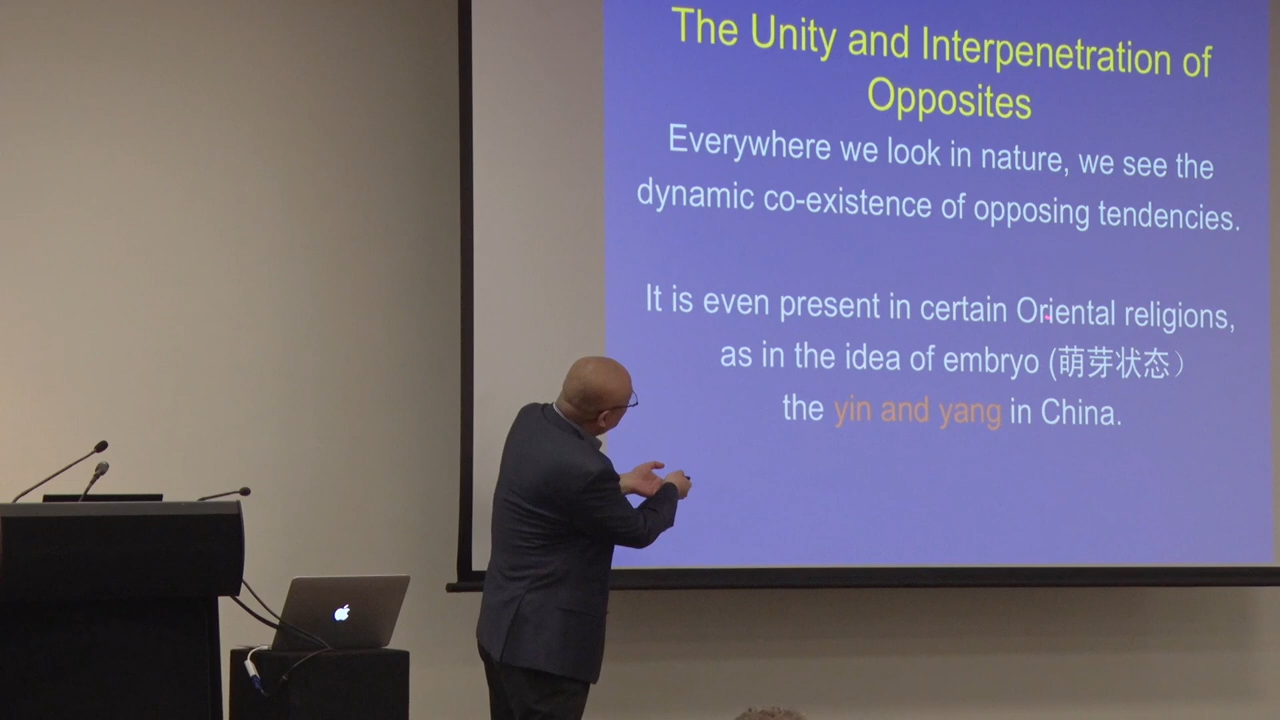 The Unity and Interpenetration of
Opposites
Everywhere we look in nature, we see the
dynamic co-existence of opposing tendencies.
It is even present in certain Oriental religions,
as in the idea of embryo (萌芽状态）
the yin and yang in China.